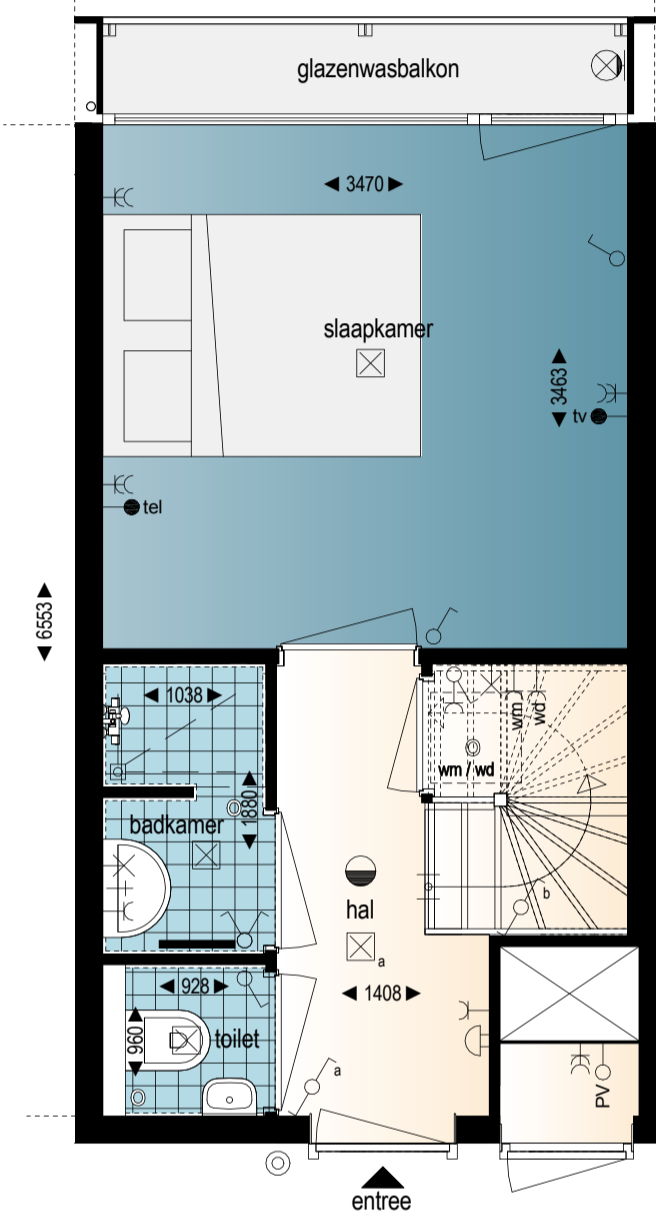 glazenwasbalkon
3470
slaapkamer
3463
tv
tel
6553
1038
wm
wd
wm / wd
1880
badkamer
b
hal
a
928
1408
960
toilet
a
PV
entree